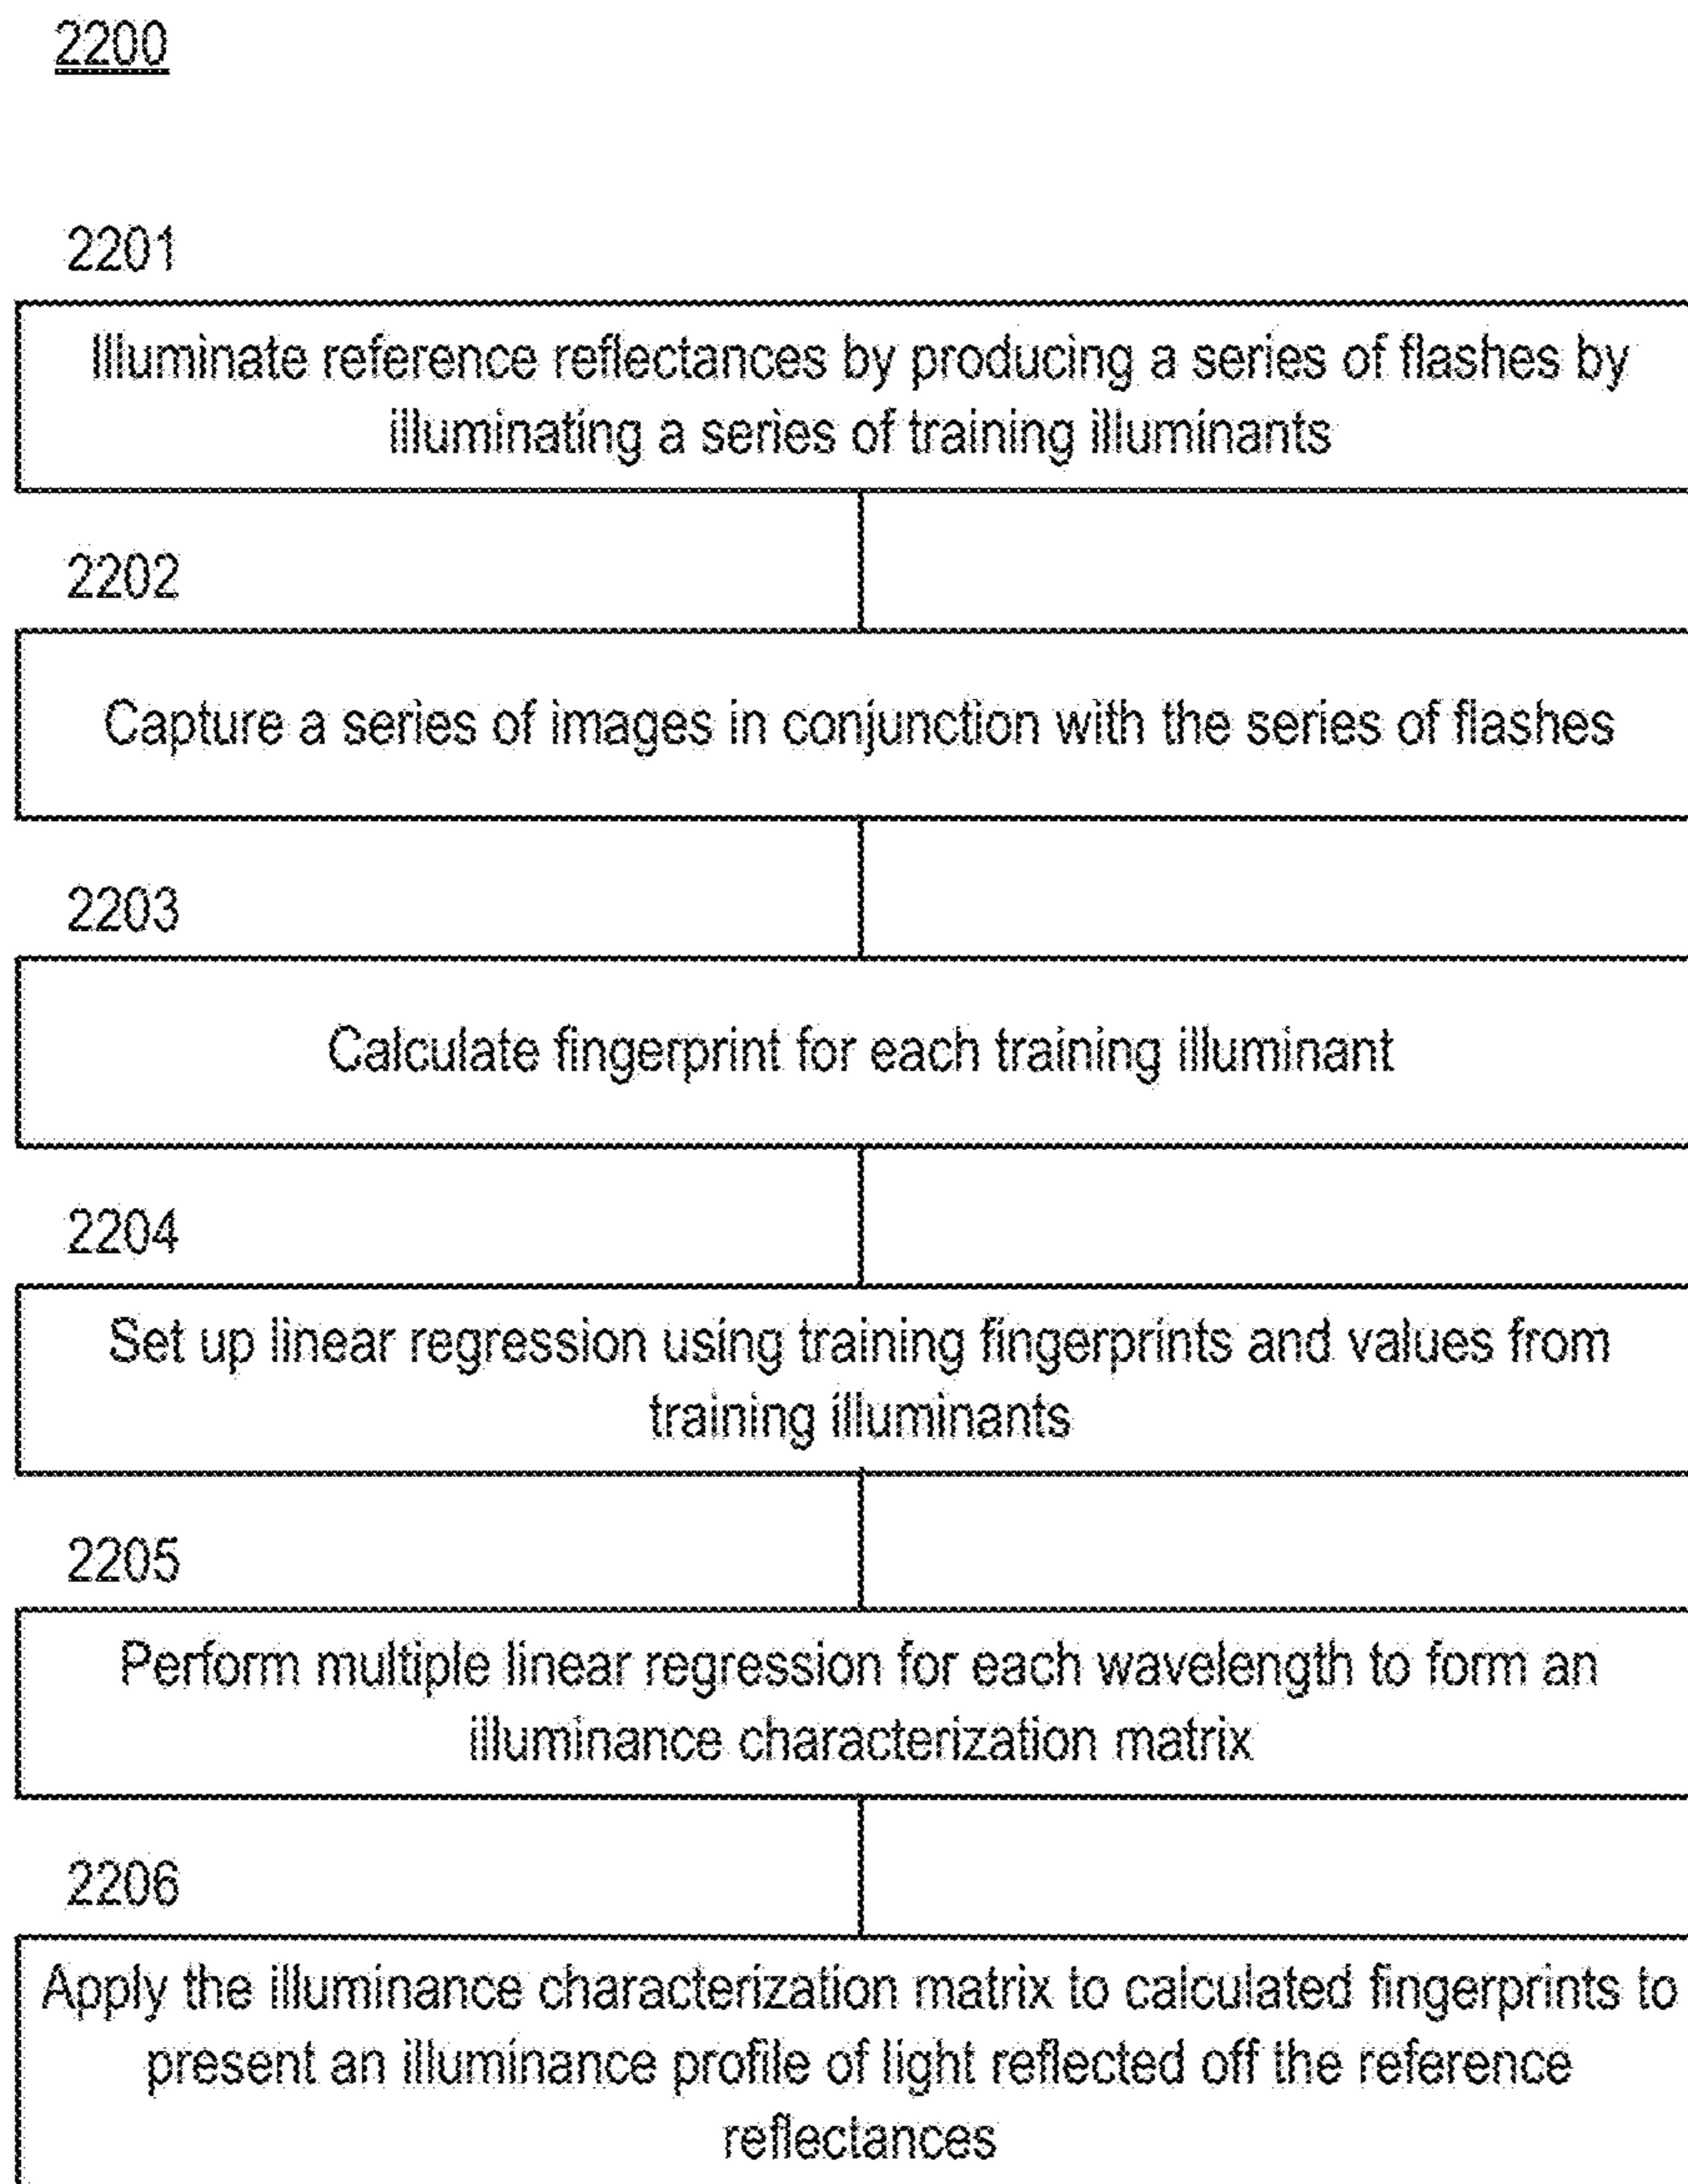 2200
2201
Illuminate reference reflectances by producing a series of flashes by
illuminating a series of training illuminants
2202
Capture a series of images in conjunction with the series of flashes
2203
Calculate fingerprint for each training illuminant
2204
Set up linear regression using training fingerprints and values from
training illuminants
2205
Perform multiple linear regression for each wavelength to form an
illuminance characterization matrix
2206
Apply the illuminance characterization matrix to calculated fingerprints to
present an illuminance profile of light reflected off the reference
reflectances